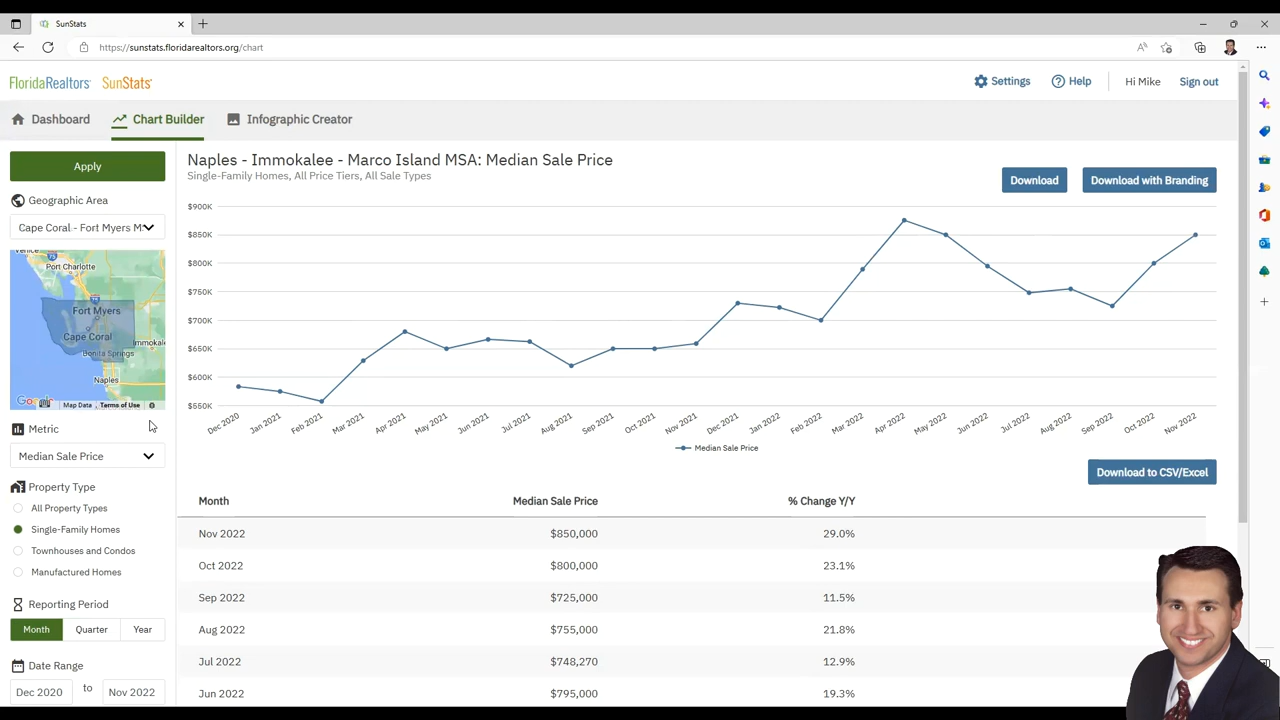 SunStats
https://sunstats.floridarealtors.org/chart
FloridaRealtors® SunStats®
Settings
Help
Hi Mike
Sign out
Dashboard
Chart Builder
Infographic Creator
Apply
Geographic Area
Cape Coral - Fort Myers M
Port Charlotte
Fort Myers
Cape Coral
Bonita Springs
Immokale
Naples
Google
Map Data
Terms of Use
Metric
Median Sale Price
Property Type
All Property Types
Single-Family Homes
Townhouses and Condos
Manufactured Homes
Reporting Period
Month Quarter Year
Date Range
Dec 2020 to Nov 2022
Naples - Immokalee - Marco Island MSA: Median Sale Price
Single-Family Homes, All Price Tiers, All Sale Types
Download
Download with Branding
$900K
$850K
$800K
$750K
$700K
$650K
$600K
$550K
Dec 2020 Jan 2021 Feb 2021 Mar 2021 Apr 2021 May 2021 Jun 2021 Jul 2021 Aug 2021 Sep 2021 Oct 2021 Nov 2021 Dec 2021 Jan 2022 Feb 2022 Mar 2022 Apr 2022 May 2022 Jun 2022 Jul 2022 Aug 2022 Sep 2022 Oct 2022 Nov 2022
Median Sale Price
Download to CSV/Excel
Month Median Sale Price % Change Y/Y
Nov 2022 $850,000 29.0%
Oct 2022 $800,000 23.1%
Sep 2022 $725,000 11.5%
Aug 2022 $755,000 21.8%
Jul 2022 $748,270 12.9%
Jun 2022 $795,000 19.3%